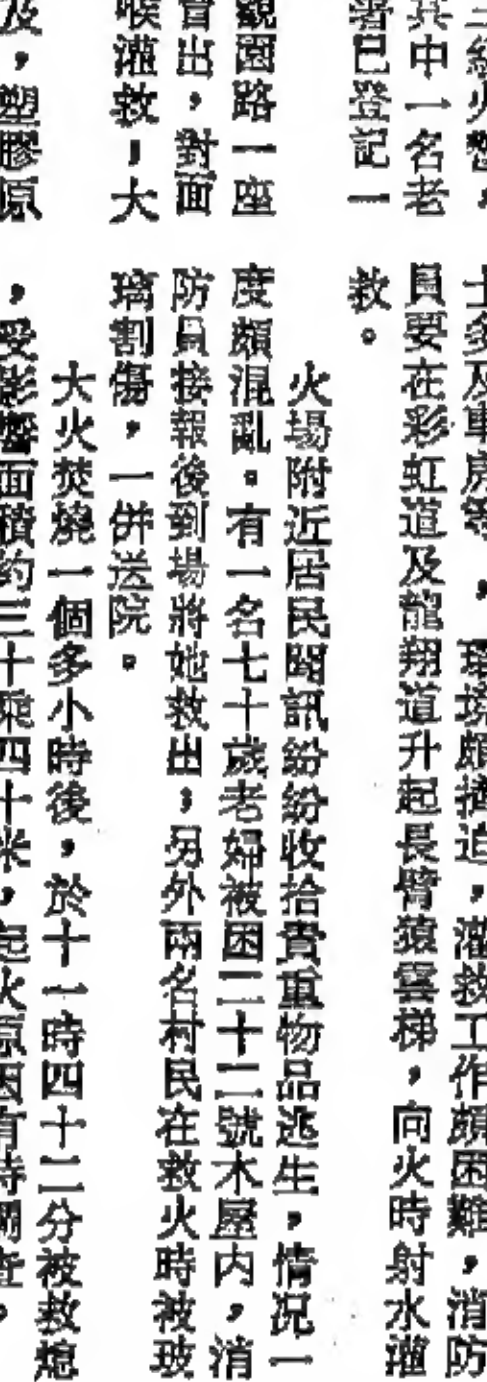 級火警，
其中一名老
署已登記一
觀園路一座
冒出，對面
喉灌救！大
及，塑膠原
士多及車房等，環境頗擠迫，灌救工作頗困難，消防
員要在彩虹道及龍翔道升起長臂猿雲梯，向火時射水灌
救。
火場附近居民聞訊紛紛收拾貴重物品逃生，情況一
度頗混亂。有一名七十歲老婦被困二十二號木屋內，消
防員接報後到場將她救出，另外兩名村民在救火時被玻
璃割傷，一併送院。
大火焚燒一個多小時後，於十一時四十二分被救熄
，受影響面積約三十乘四十米，起火原因有待調查。